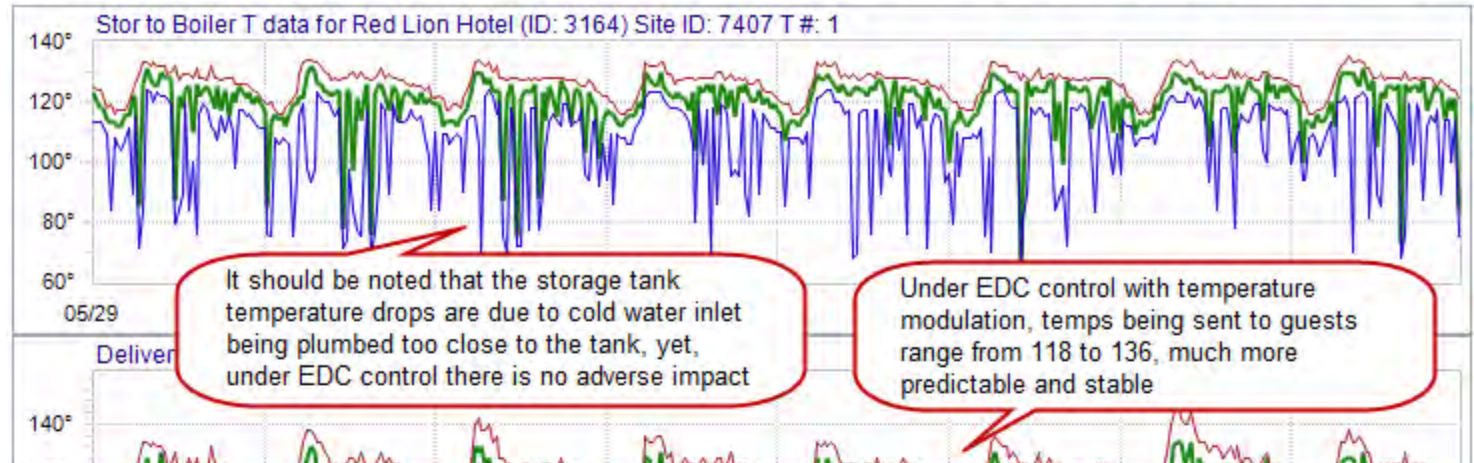 Stor to Boiler T data for Red Lion Hotel (ID: 3164) Site ID: 7407 T #: 1
140°
120°
100°
80°
60°
05/29
It should be noted that the storage tank
temperature drops are due to cold water inlet
being plumbed too close to the tank, yet,
under EDC control there is no adverse impact
Under EDC control with temperature
modulation, temps being sent to guests
range from 118 to 136, much more
predictable and stable
Deliver
140°